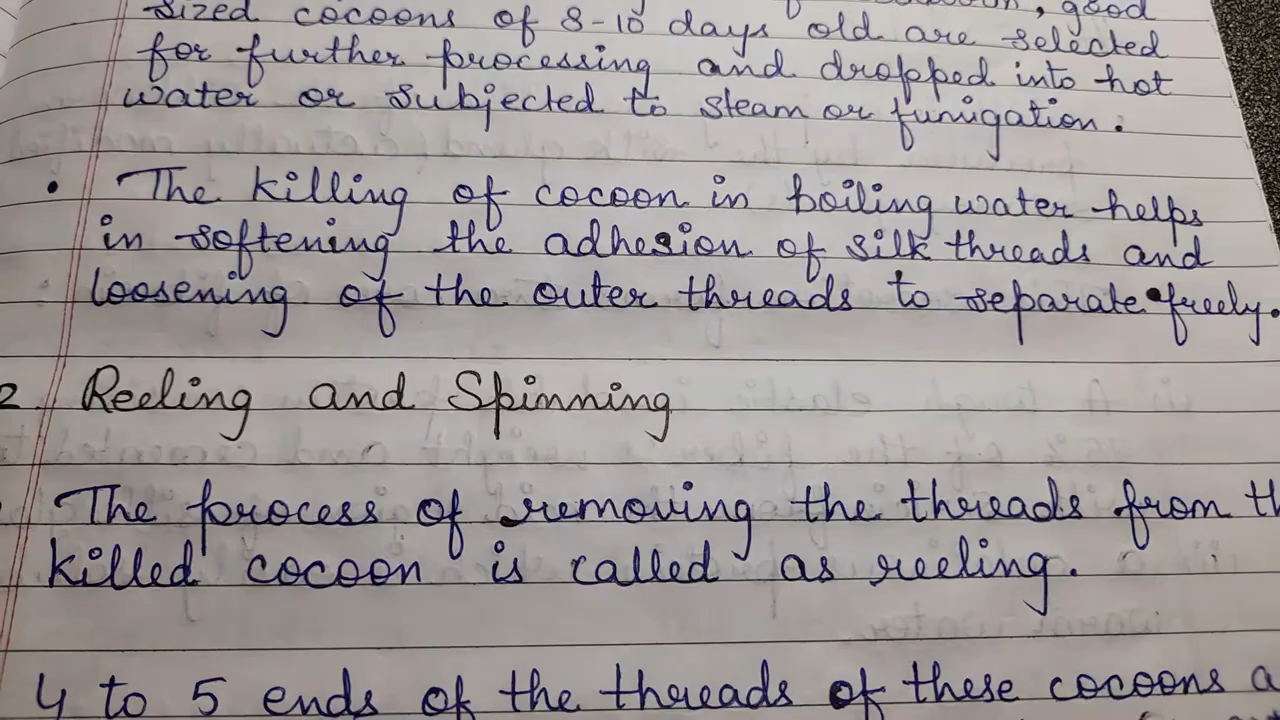 , good
sized cocoons of 8-10 days old are selected
for further processing and dropped into hot
water or subjected to steam or fumigation.
• The killing of cocoon in boiling water helps
in softening the adhesion of silk threads and
loosening of the outer threads to separate freely.
2. Reeling and Spinning
The process of removing the threads from th
killed cocoon is called as reeling.
4 to 5 ends of the threads of these cocoons a